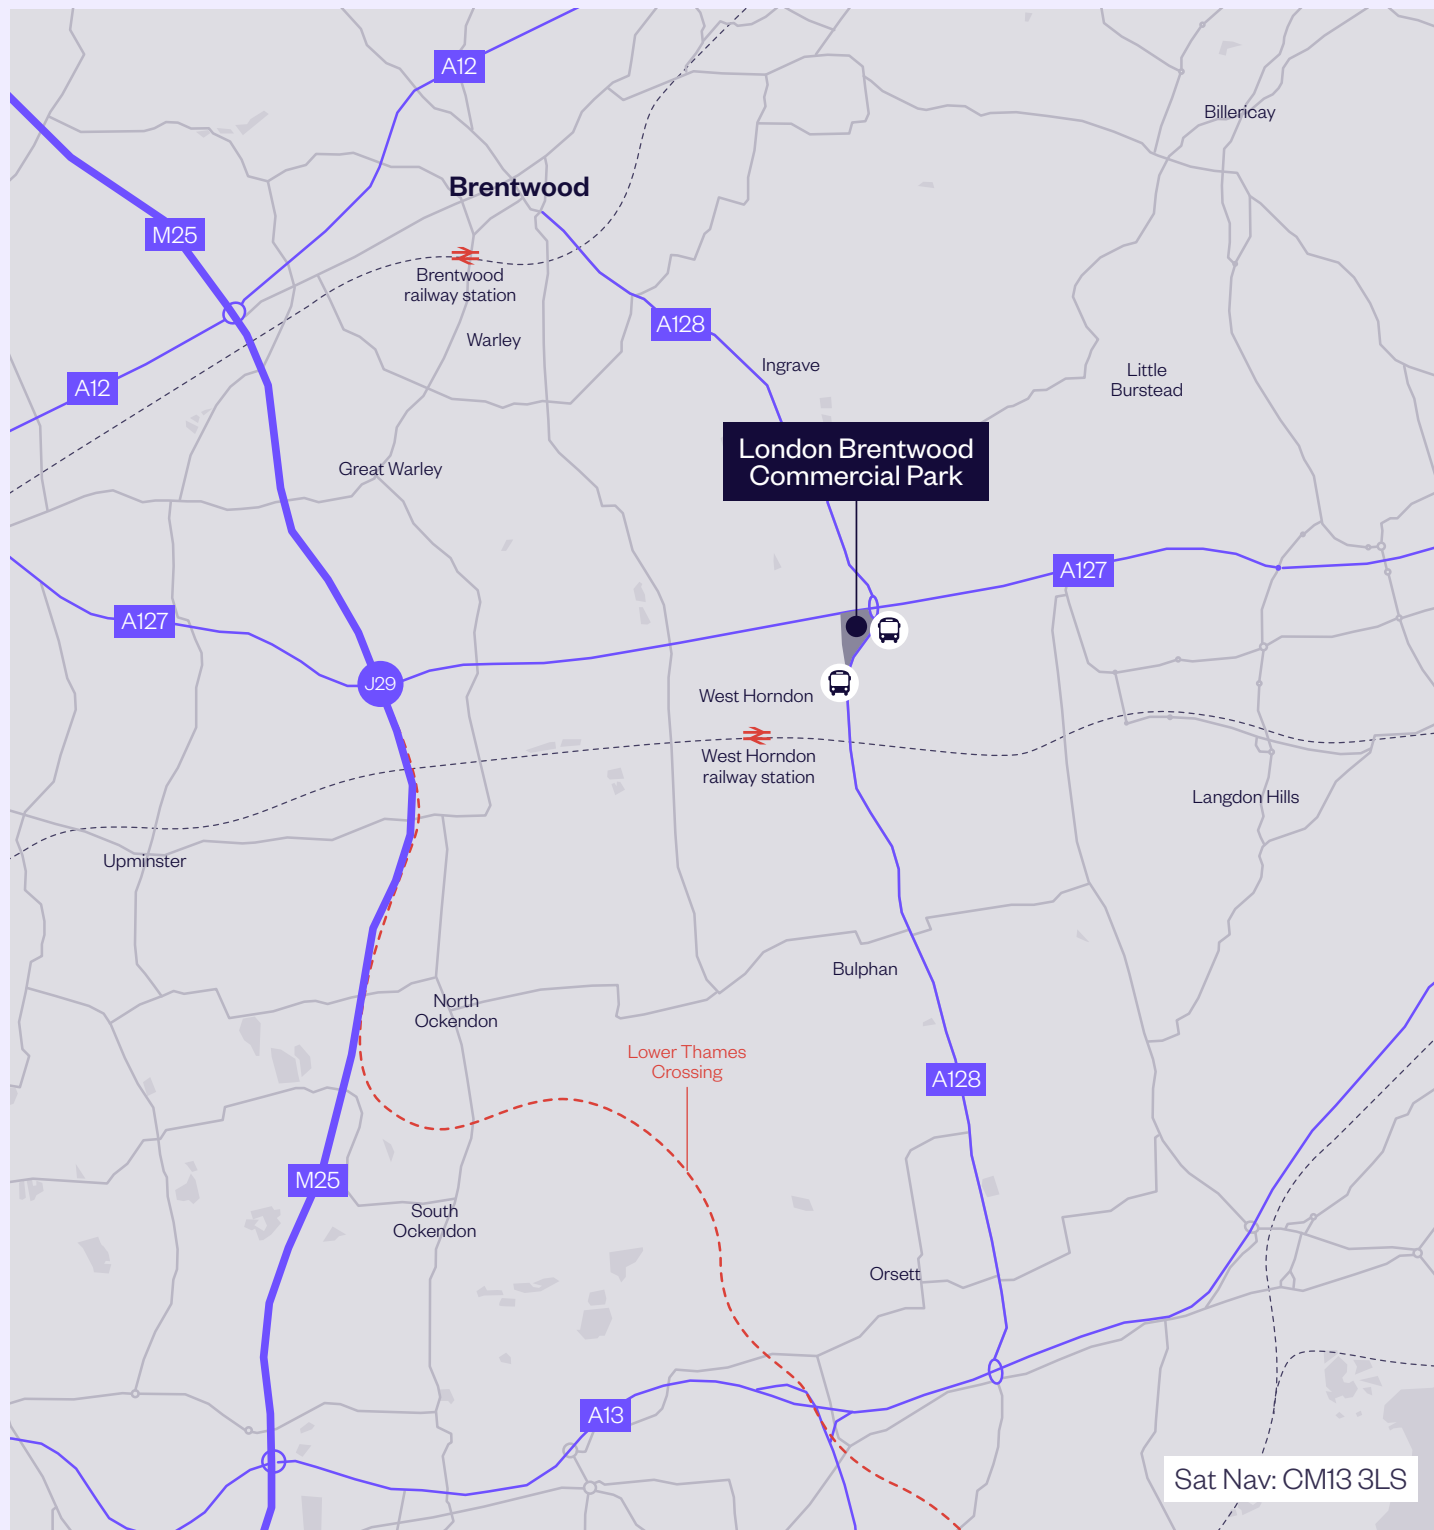 A12
Billericay
Brentwood
M25
Brentwood
railway station
A128
Warley
Ingrave
Little
Burstead
A12
London Brentwood
Commercial Park
Great Warley
A127
A127
J29
West Horndon
West Horndon
railway station
Langdon Hills
Upminster
Bulphan
North
Ockendon
Lower Thames
Crossing
A128
M25
South
Ockendon
Orsett
A13
Sat Nav: CM13 3LS